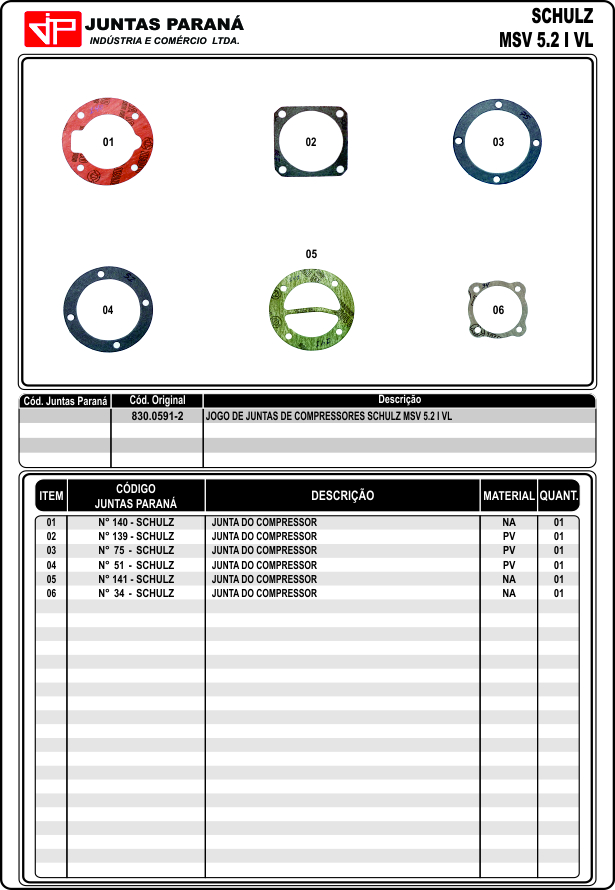 JP
JUNTAS PARANÁ
INDÚSTRIA E COMÉRCIO LTDA.
SCHULZ
MSV 5.2 I VL
01
02
03
04
05
06
Cód. Juntas Paraná Cód. Original Descrição
830.0591-2 JOGO DE JUNTAS DE COMPRESSORES SCHULZ MSV 5.2 I VL
ITEM CÓDIGO JUNTAS PARANÁ DESCRIÇÃO MATERIAL QUANT.
01 N° 140 - SCHULZ JUNTA DO COMPRESSOR NA 01
02 N° 139 - SCHULZ JUNTA DO COMPRESSOR PV 01
03 N° 75 - SCHULZ JUNTA DO COMPRESSOR PV 01
04 N° 51 - SCHULZ JUNTA DO COMPRESSOR PV 01
05 N° 141 - SCHULZ JUNTA DO COMPRESSOR NA 01
06 N° 34 - SCHULZ JUNTA DO COMPRESSOR NA 01